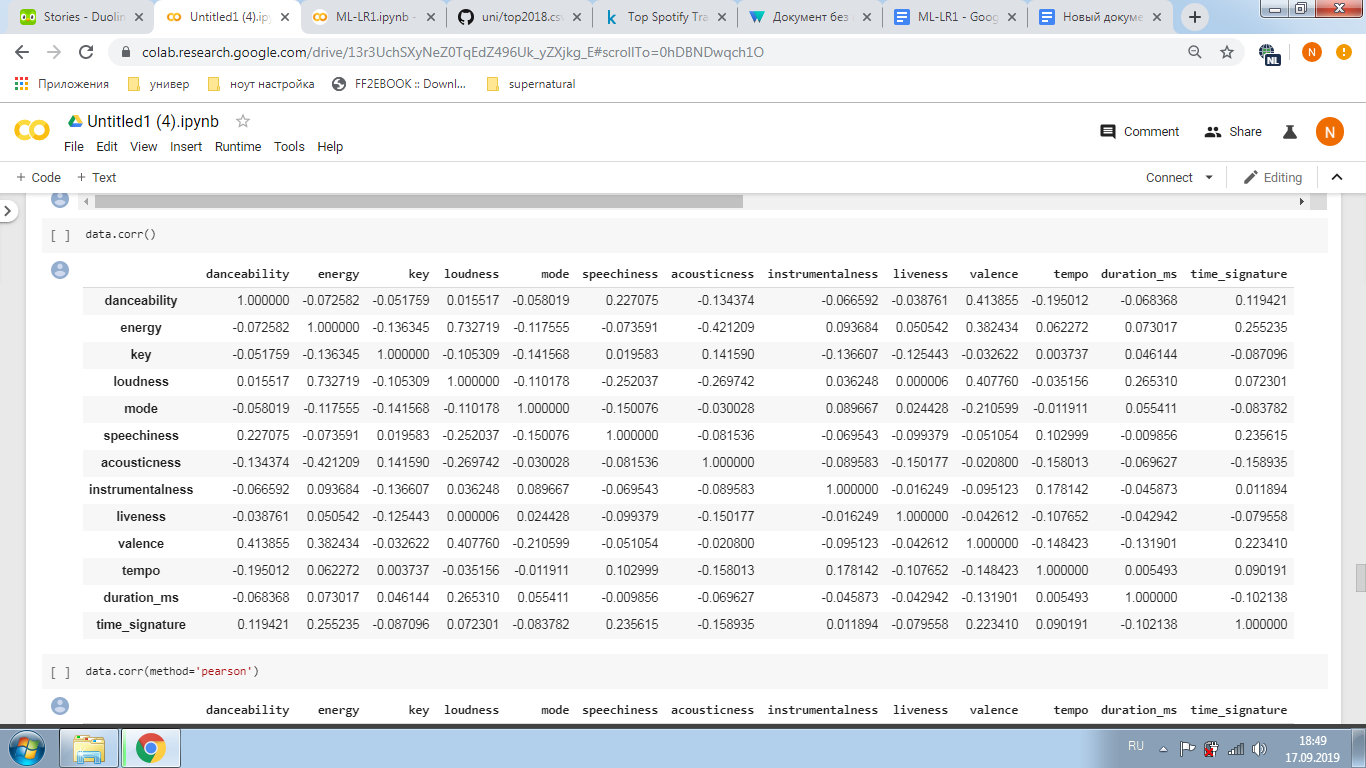 Stories - Duolin
Untitled1 (4).ipy
ML-LR1.ipynb -
uni/top2018.csv
Top Spotify Tra
Документ без
ML-LR1 - Goog
Новый докуме
colab.research.google.com/drive/13r3UchSXyNeZ0TqEdZ496Uk_yZXjkg_E#scrollTo=0hDBNDwqch1O
NL
N
Приложения
универ
ноут настройка
FF2EBOOK :: Downl...
supernatural
Untitled1 (4).ipynb
Comment
Share
N
File Edit View Insert Runtime Tools Help
+ Code + Text
Connect
Editing
[ ] data.corr()
danceability energy key loudness mode speechiness acousticness instrumentalness liveness valence tempo duration_ms time_signature
danceability 1.000000 -0.072582 -0.051759 0.015517 -0.058019 0.227075 -0.134374 -0.066592 -0.038761 0.413855 -0.195012 -0.068368 0.119421
energy -0.072582 1.000000 -0.136345 0.732719 -0.117555 -0.073591 -0.421209 0.093684 0.050542 0.382434 0.062272 0.073017 0.255235
key -0.051759 -0.136345 1.000000 -0.105309 -0.141568 0.019583 0.141590 -0.136607 -0.125443 -0.032622 0.003737 0.046144 -0.087096
loudness 0.015517 0.732719 -0.105309 1.000000 -0.110178 -0.252037 -0.269742 0.036248 0.000006 0.407760 -0.035156 0.265310 0.072301
mode -0.058019 -0.117555 -0.141568 -0.110178 1.000000 -0.150076 -0.030028 0.089667 0.024428 -0.210599 -0.011911 0.055411 -0.083782
speechiness 0.227075 -0.073591 0.019583 -0.252037 -0.150076 1.000000 -0.081536 -0.069543 -0.099379 -0.051054 0.102999 -0.009856 0.235615
acousticness -0.134374 -0.421209 0.141590 -0.269742 -0.030028 -0.081536 1.000000 -0.089583 -0.150177 -0.020800 -0.158013 -0.069627 -0.158935
instrumentalness -0.066592 0.093684 -0.136607 0.036248 0.089667 -0.069543 -0.089583 1.000000 -0.016249 -0.095123 0.178142 -0.045873 0.011894
liveness -0.038761 0.050542 -0.125443 0.000006 0.024428 -0.099379 -0.150177 -0.016249 1.000000 -0.042612 -0.107652 -0.042942 -0.079558
valence 0.413855 0.382434 -0.032622 0.407760 -0.210599 -0.051054 -0.020800 -0.095123 -0.042612 1.000000 -0.148423 -0.131901 0.223410
tempo -0.195012 0.062272 0.003737 -0.035156 -0.011911 0.102999 -0.158013 0.178142 -0.107652 -0.148423 1.000000 0.005493 0.090191
duration_ms -0.068368 0.073017 0.046144 0.265310 0.055411 -0.009856 -0.069627 -0.045873 -0.042942 -0.131901 0.005493 1.000000 -0.102138
time_signature 0.119421 0.255235 -0.087096 0.072301 -0.083782 0.235615 -0.158935 0.011894 -0.079558 0.223410 0.090191 -0.102138 1.000000
[ ] data.corr(method='pearson')
danceability energy key loudness mode speechiness acousticness instrumentalness liveness valence tempo duration_ms time_signature
RU
18:49
17.09.2019